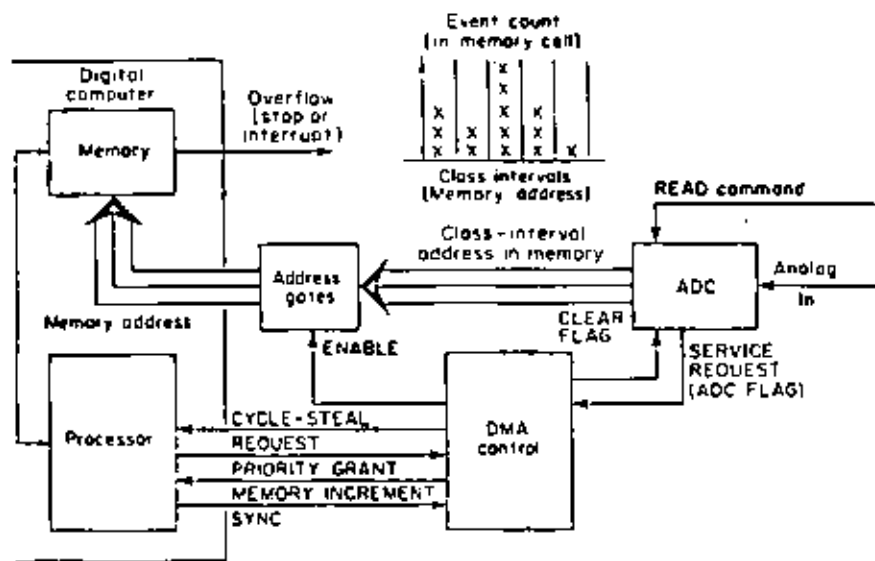 Event count
(in memory cell)
Digital
computer
Overflow
(stop or
interrupt)
Memory
X X X X X
X X X X
X X X
X
X
Class intervals
(Memory address)
READ command
Class-interval
address in memory
Address
gates
ADC
Analog
In
Memory address
ENABLE
CLEAR
FLAG
SERVICE
REQUEST
(ADC FLAG)
Processor
CYCLE-STEAL
REQUEST
PRIORITY GRANT
MEMORY INCREMENT
SYNC
DMA
control